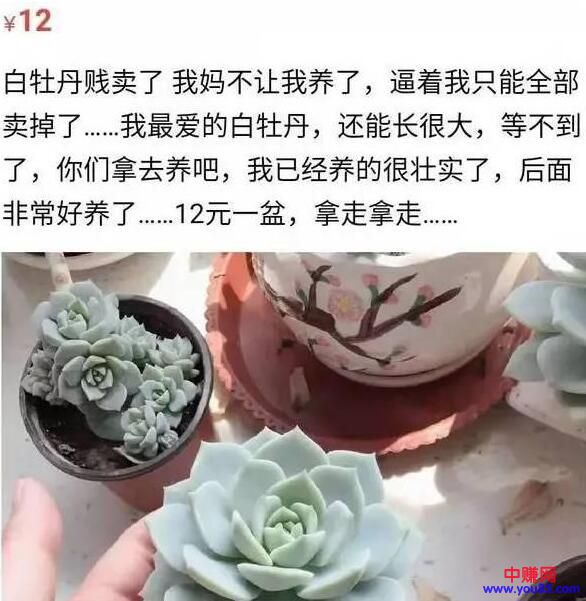 ¥12
白牡丹贱卖了 我妈不让我养了，逼着我只能全部
卖掉了……我最爱的白牡丹，还能长很大，等不到
了，你们拿去养吧，我已经养的很壮实了，后面
非常好养了……12元一盆，拿走拿走……
中赚网
www.you85.com